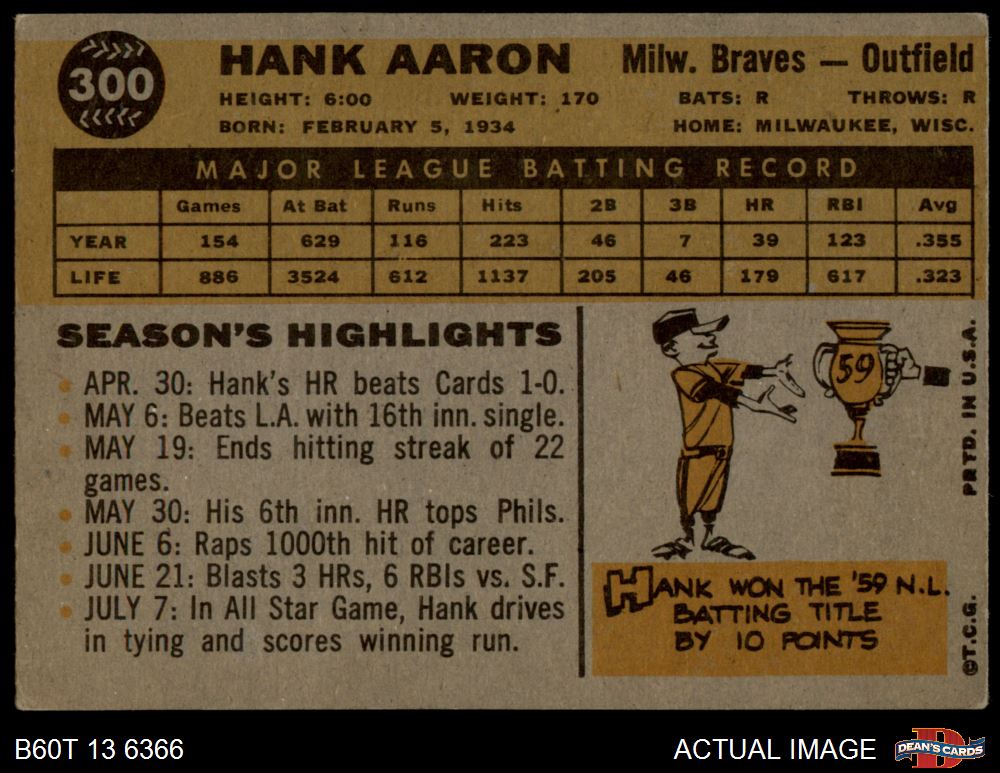 300
HANK AARON Milw. Braves — Outfield
HEIGHT: 6:00 WEIGHT: 170 BATS: R THROWS: R
BORN: FEBRUARY 5, 1934 HOME: MILWAUKEE, WISC.
MAJOR LEAGUE BATTING RECORD
Games At Bat Runs Hits 2B 3B HR RBI Avg
YEAR 154 629 116 223 46 7 39 123 .355
LIFE 886 3524 612 1137 205 46 179 617 .323
SEASON'S HIGHLIGHTS
APR. 30: Hank's HR beats Cards 1-0.
MAY 6: Beats L.A. with 16th inn. single.
MAY 19: Ends hitting streak of 22
games.
MAY 30: His 6th inn. HR tops Phils.
JUNE 6: Raps 1000th hit of career.
JUNE 21: Blasts 3 HRs, 6 RBIs vs. S.F.
JULY 7: In All Star Game, Hank drives
in tying and scores winning run.
59
HANK WON THE '59 N.L.
BATTING TITLE
BY 10 POINTS
©T.C.G. PRTD. IN U.S.A.
B60T 13 6366 ACTUAL IMAGE
DEAN'S CARDS